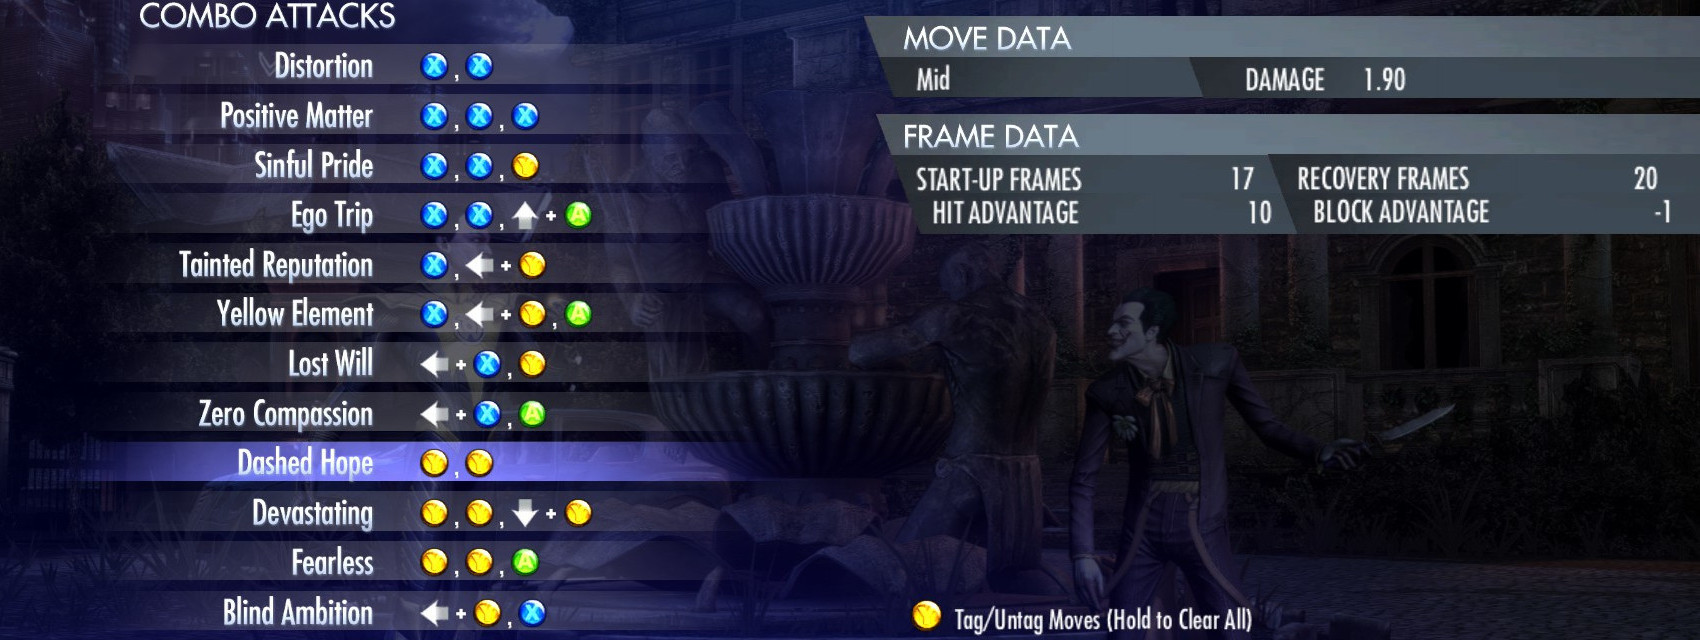 COMBO ATTACKS
Distortion X , X
Positive Matter X , X , X
Sinful Pride X , X , Y
Ego Trip X , X , + A
Tainted Reputation X , + Y
Yellow Element X , + Y , A
Lost Will + X , Y
Zero Compassion + X , A
Dashed Hope Y , Y
Devastating Y , Y , + Y
Fearless Y , Y , A
Blind Ambition + Y , X
MOVE DATA
Mid DAMAGE 1.90
FRAME DATA
START-UP FRAMES 17 RECOVERY FRAMES 20
HIT ADVANTAGE 10 BLOCK ADVANTAGE -1
Y Tag/Untag Moves (Hold to Clear All)